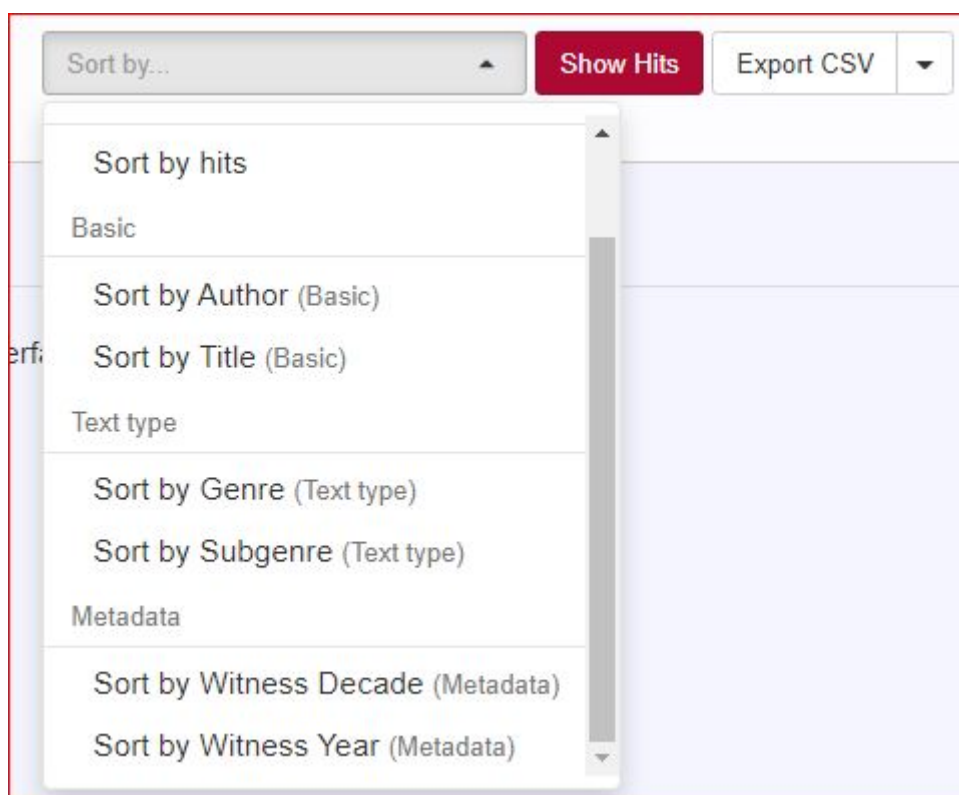 Sort by... Show Hits Export CSV
Sort by hits
Basic
Sort by Author (Basic)
Sort by Title (Basic)
Text type
Sort by Genre (Text type)
Sort by Subgenre (Text type)
Metadata
Sort by Witness Decade (Metadata)
Sort by Witness Year (Metadata)